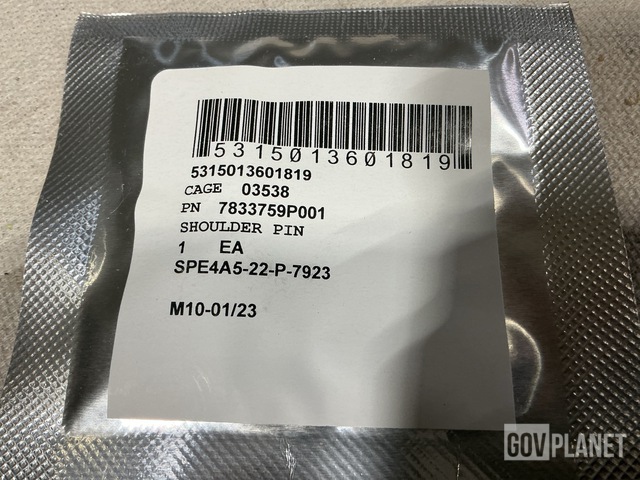 5315013601819
5315013601819
CAGE 03538
PN 7833759P001
SHOULDER PIN
1 EA
SPE4A5-22-P-7923
M10-01/23
GOVPLANET